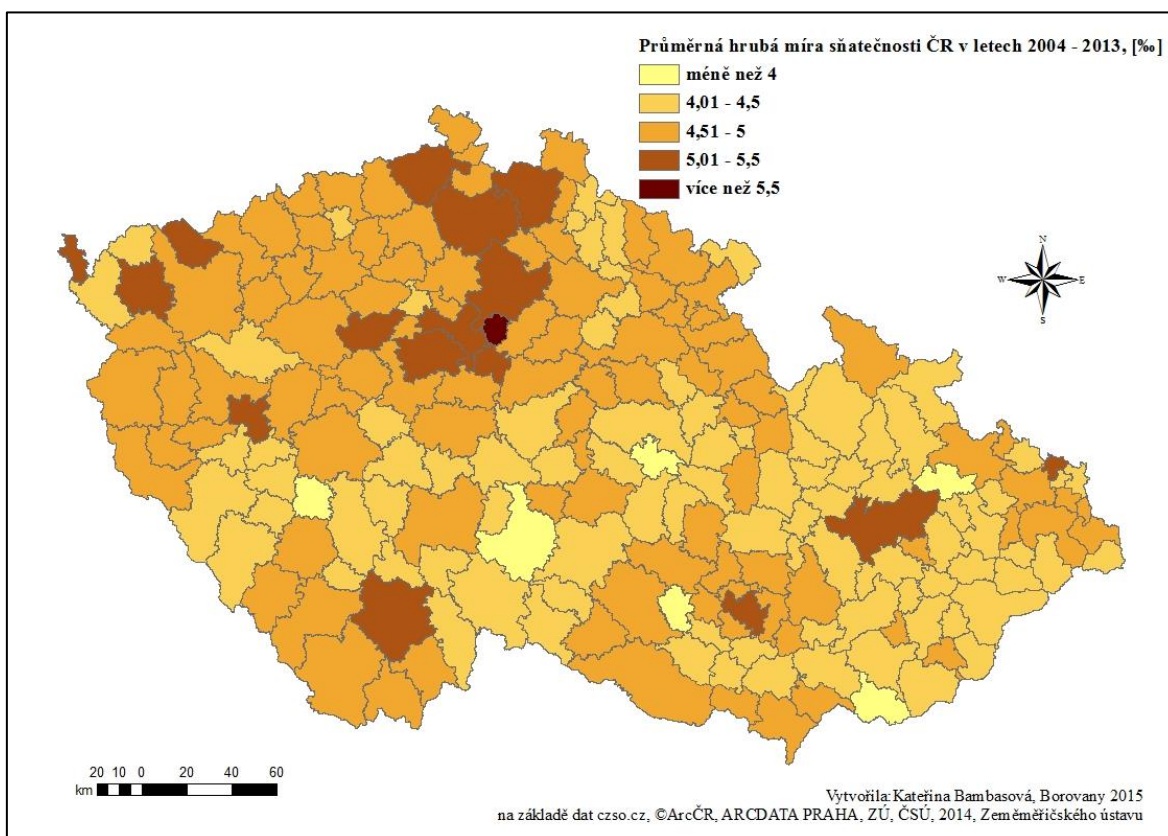 Průměrná hrubá míra sňatečnosti ČR v letech 2004 - 2013, [‰]
méně než 4
4,01 - 4,5
4,51 - 5
5,01 - 5,5
více než 5,5
N
W E
S
20 10 0 20 40 60
km
Vytvořila:Kateřina Bambasová, Borovany 2015
na základě dat czso.cz, ©ArcČR, ARCDATA PRAHA, ZÚ, ČSÚ, 2014, Zeměměřičského ústavu